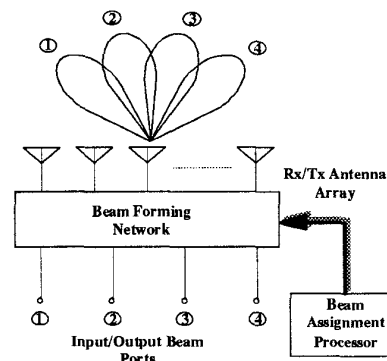 ① ② ③ ④
Rx/Tx Antenna
Array
Beam Forming
Network
① ② ③ ④
Input/Output Beam
Ports
Beam
Assignment
Processor